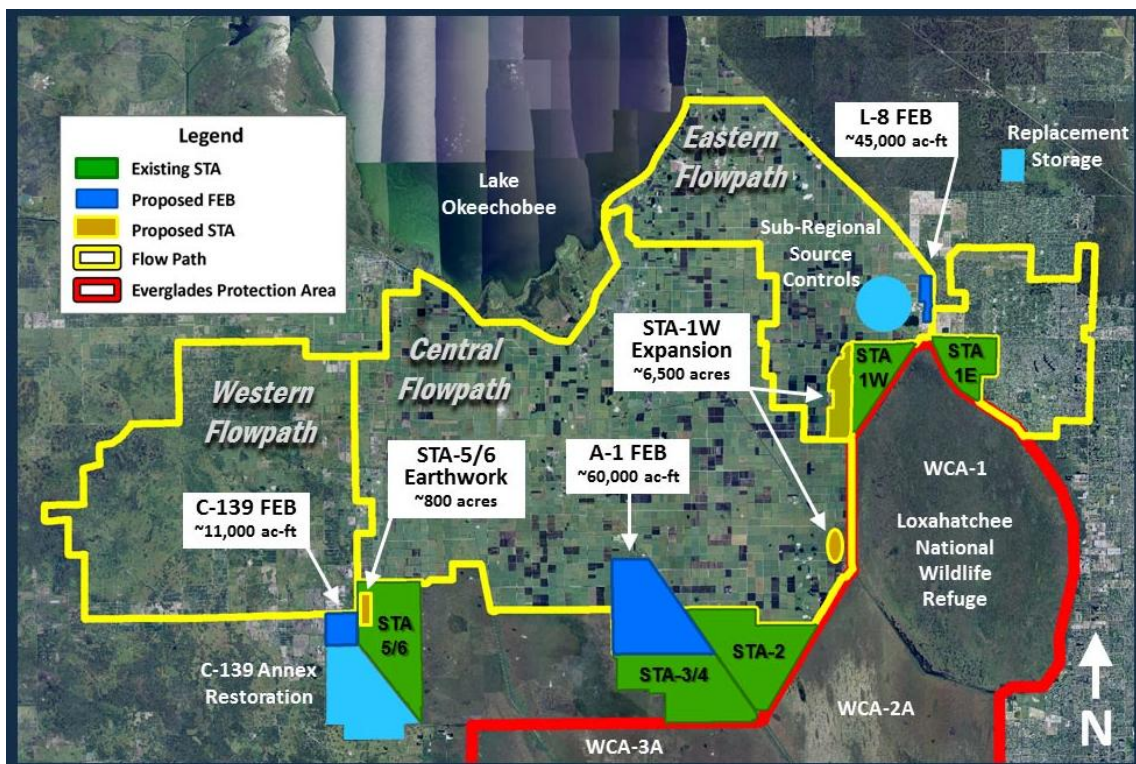 Legend
Existing STA
Proposed FEB
Proposed STA
Flow Path
Everglades Protection Area
Lake
Okeechobee
Eastern
Flowpath
L-8 FEB
~45,000 ac-ft
Replacement
Storage
Sub-Regional
Source
Controls
STA-1W
Expansion
~6,500 acres
STA
1W
STA
1E
Central
Flowpath
Western
Flowpath
STA-5/6
Earthwork
~800 acres
A-1 FEB
~60,000 ac-ft
C-139 FEB
~11,000 ac-ft
WCA-1
Loxahatchee
National
Wildlife
Refuge
STA
5/6
C-139 Annex
Restoration
STA-3/4
STA-2
WCA-2A
WCA-3A
N